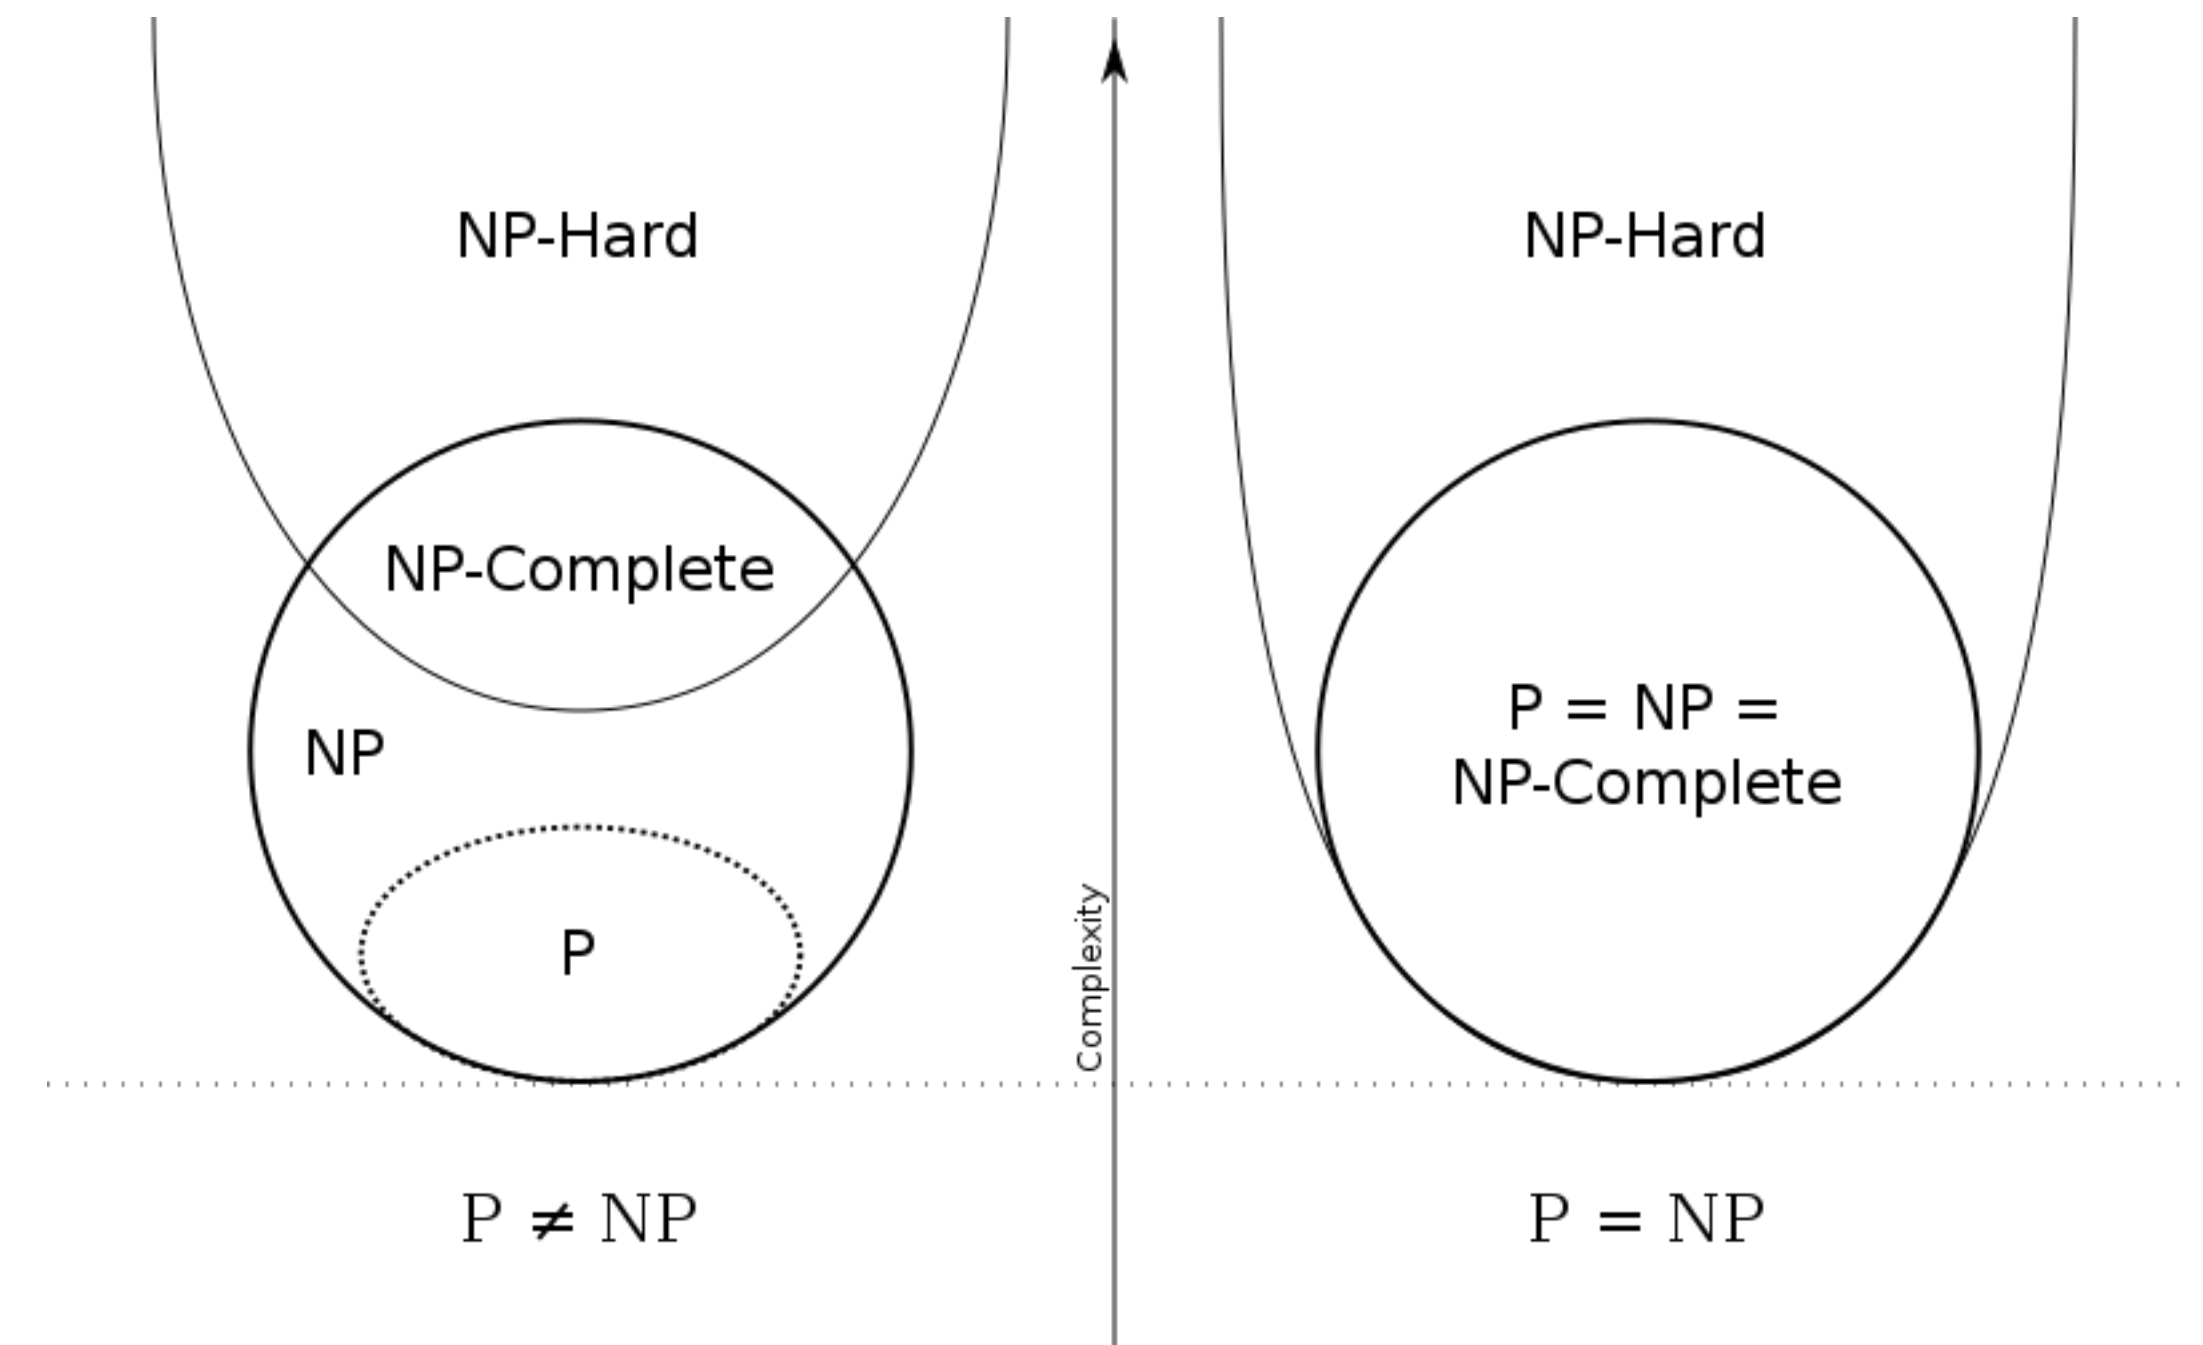 NP-Hard
NP-Complete
NP
P
P ≠ NP
Complexity
NP-Hard
P = NP =
NP-Complete
P = NP